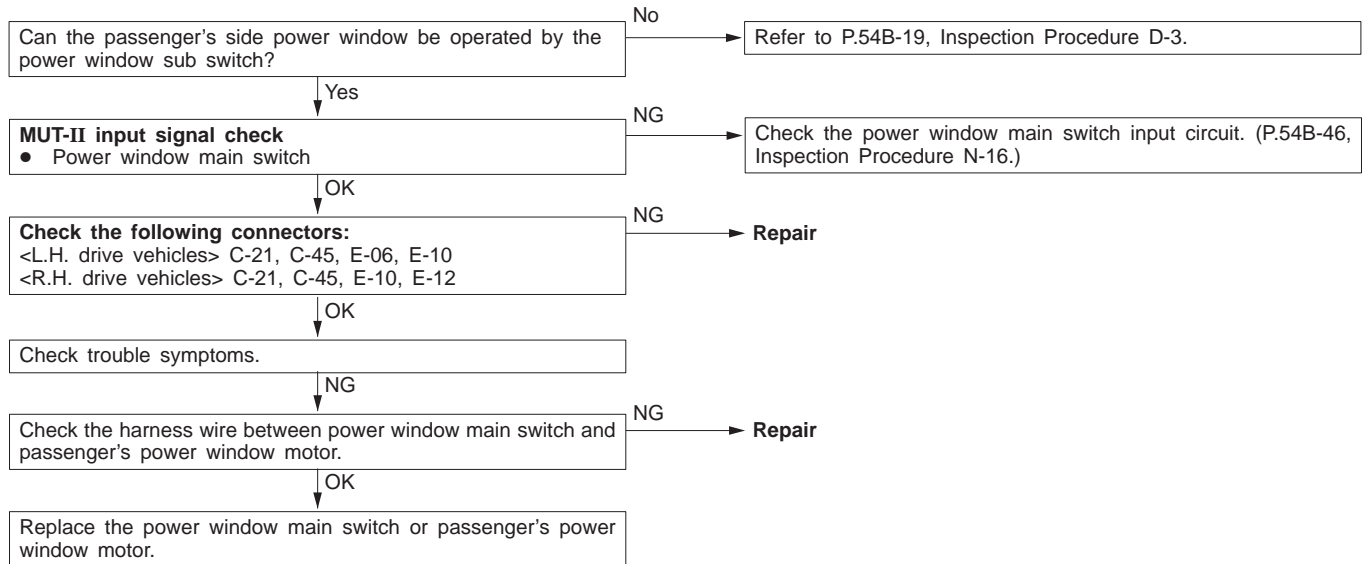 No
Can the passenger's side power window be operated by the
power window sub switch?
Refer to P.54B-19, Inspection Procedure D-3.
Yes
MUT-II input signal check
● Power window main switch
NG
Check the power window main switch input circuit. (P.54B-46,
Inspection Procedure N-16.)
OK
Check the following connectors:
<L.H. drive vehicles> C-21, C-45, E-06, E-10
<R.H. drive vehicles> C-21, C-45, E-10, E-12
NG
Repair
OK
Check trouble symptoms.
NG
Check the harness wire between power window main switch and
passenger's power window motor.
NG
Repair
OK
Replace the power window main switch or passenger's power
window motor.